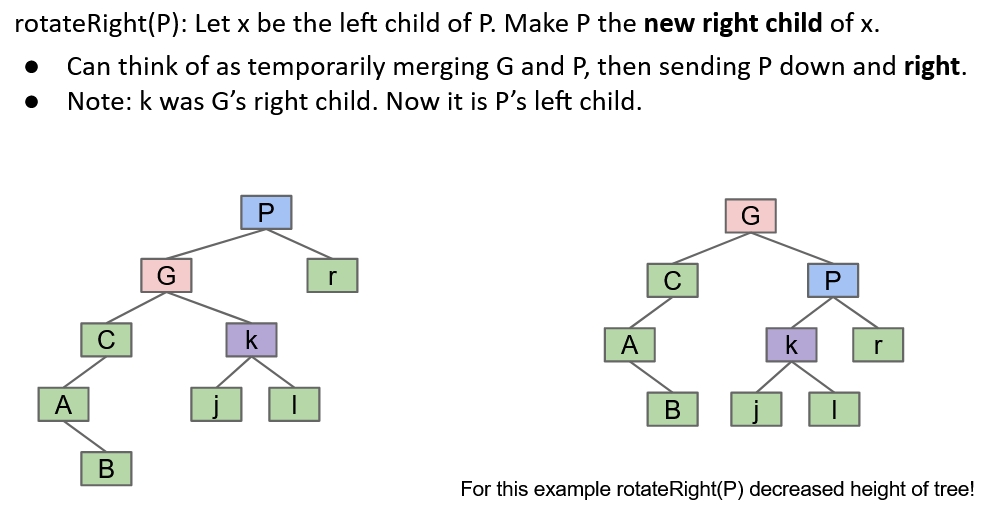 rotateRight(P): Let x be the left child of P. Make P the new right child of x.
● Can think of as temporarily merging G and P, then sending P down and right.
● Note: k was G’s right child. Now it is P’s left child.
P
G
G r
C P
C k
A k r
A j l
B j l
B
For this example rotateRight(P) decreased height of tree!